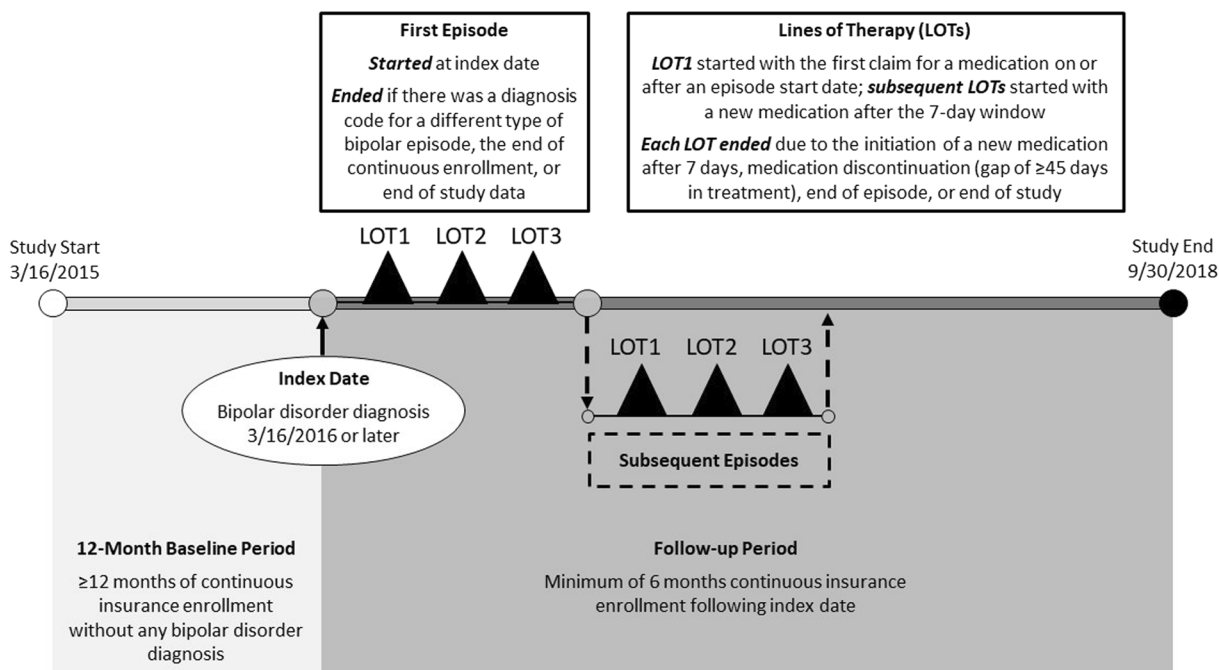 First Episode
Started at index date
Ended if there was a diagnosis
code for a different type of
bipolar episode, the end of
continuous enrollment, or
end of study data
Lines of Therapy (LOTs)
LOT1 started with the first claim for a medication on or
after an episode start date; subsequent LOTs started with
a new medication after the 7-day window
Each LOT ended due to the initiation of a new medication
after 7 days, medication discontinuation (gap of ≥45 days
in treatment), end of episode, or end of study
Study Start
3/16/2015
LOT1
LOT2
LOT3
Study End
9/30/2018
Index Date
Bipolar disorder diagnosis
3/16/2016 or later
LOT1
LOT2
LOT3
Subsequent Episodes
12-Month Baseline Period
≥12 months of continuous
insurance enrollment
without any bipolar disorder
diagnosis
Follow-up Period
Minimum of 6 months continuous insurance
enrollment following index date